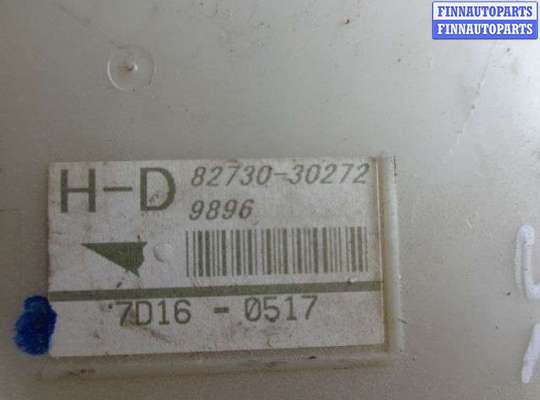 FINNAUTOPARTS
FINNAUTOPARTS
H-D 82730-30272
9896
7D16 - 0517